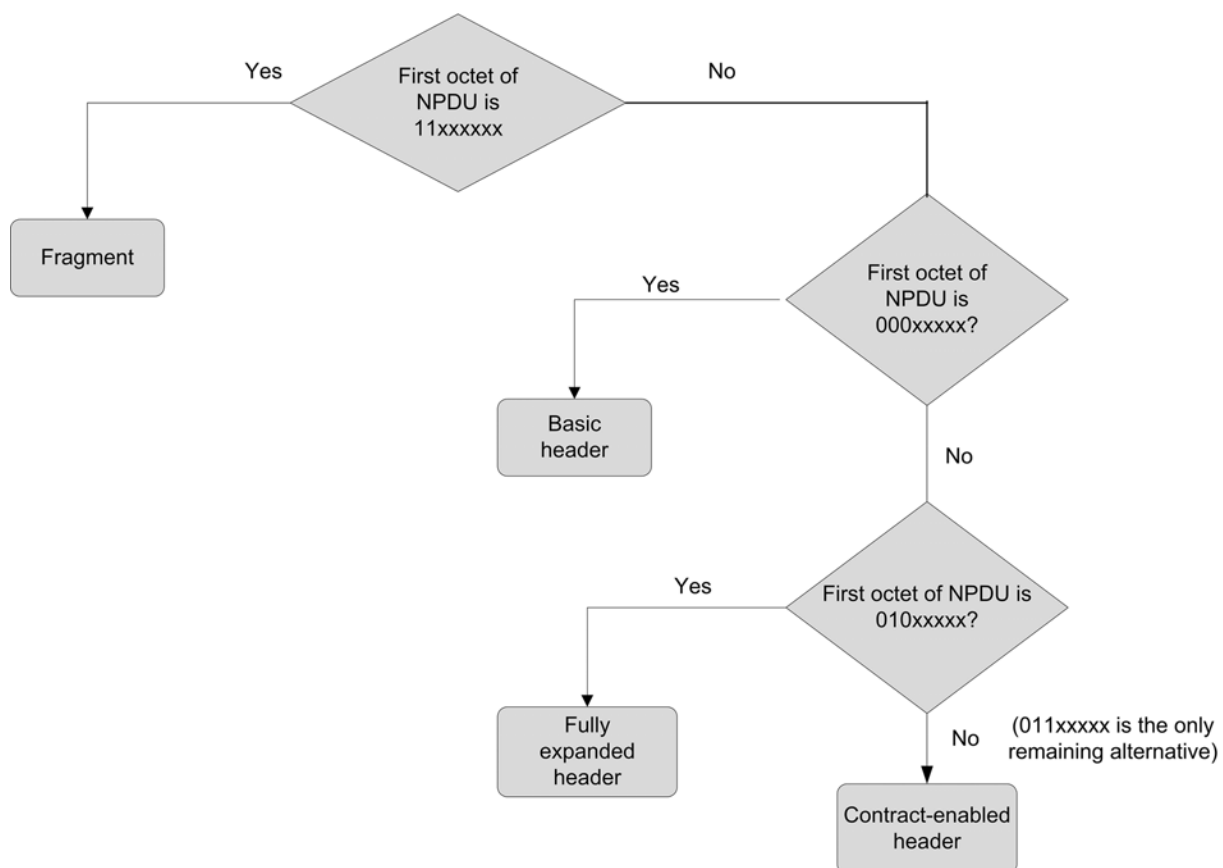 Yes
First octet of
NPDU is
11xxxxxx
No
Fragment
Yes
First octet of
NPDU is
000xxxxx?
Basic
header
No
Yes
First octet of NPDU is
010xxxxx?
Fully
expanded
header
No
(011xxxxx is the only
remaining alternative)
Contract-enabled
header